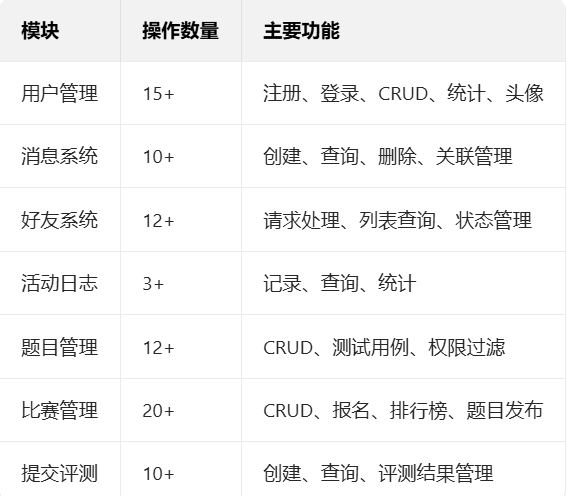 模块 操作数量 主要功能
用户管理 15+ 注册、登录、CRUD、统计、头像
消息系统 10+ 创建、查询、删除、关联管理
好友系统 12+ 请求处理、列表查询、状态管理
活动日志 3+ 记录、查询、统计
题目管理 12+ CRUD、测试用例、权限过滤
比赛管理 20+ CRUD、报名、排行榜、题目发布
提交评测 10+ 创建、查询、评测结果管理